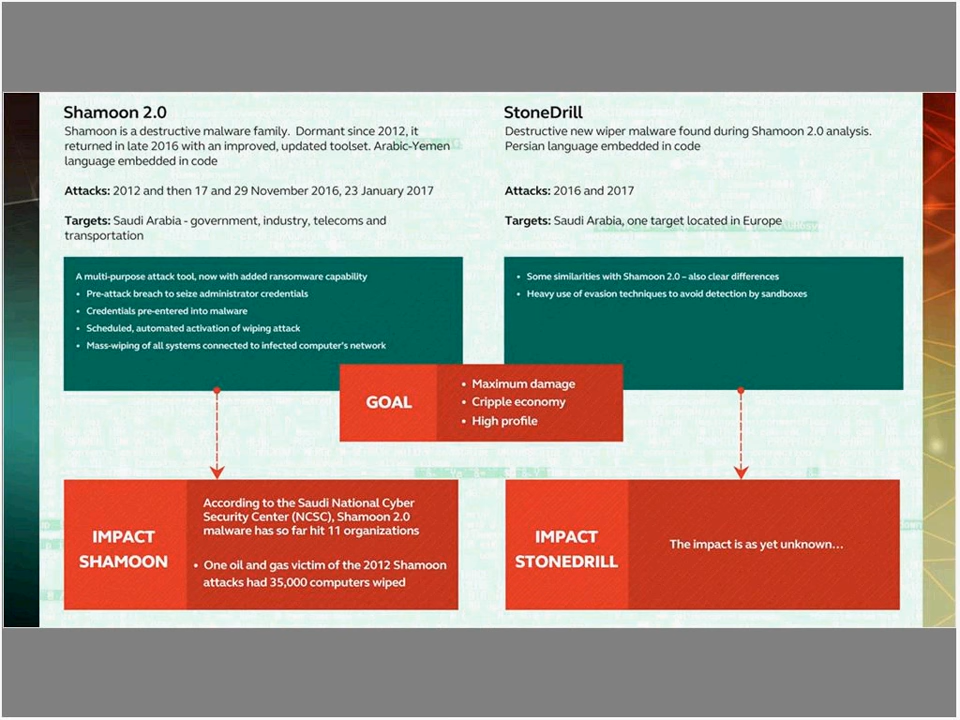 Shamoon 2.0
Shamoon is a destructive malware family. Dormant since 2012, it
returned in late 2016 with an improved, updated toolset. Arabic-Yemen
language embedded in code
Attacks: 2012 and then 17 and 29 November 2016, 23 January 2017
Targets: Saudi Arabia - government, industry, telecoms and
transportation
A multi-purpose attack tool, now with added ransomware capability
• Pre-attack breach to seize administrator credentials
• Credentials pre-entered into malware
• Scheduled, automated activation of wiping attack
• Mass-wiping of all systems connected to infected computer's network
StoneDrill
Destructive new wiper malware found during Shamoon 2.0 analysis.
Persian language embedded in code
Attacks: 2016 and 2017
Targets: Saudi Arabia, one target located in Europe
• Some similarities with Shamoon 2.0 – also clear differences
• Heavy use of evasion techniques to avoid detection by sandboxes
GOAL
• Maximum damage
• Cripple economy
• High profile
IMPACT
SHAMOON
According to the Saudi National Cyber
Security Center (NCSC), Shamoon 2.0
malware has so far hit 11 organizations
• One oil and gas victim of the 2012 Shamoon
attacks had 35,000 computers wiped
IMPACT
STONEDRILL
The impact is as yet unknown...